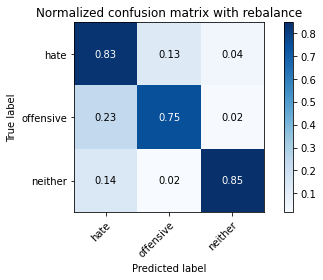 Normalized confusion matrix with rebalance
True label
hate
offensive
neither
0.83 0.13 0.04
0.23 0.75 0.02
0.14 0.02 0.85
hate
offensive
neither
Predicted label
0.8
0.7
0.6
0.5
0.4
0.3
0.2
0.1